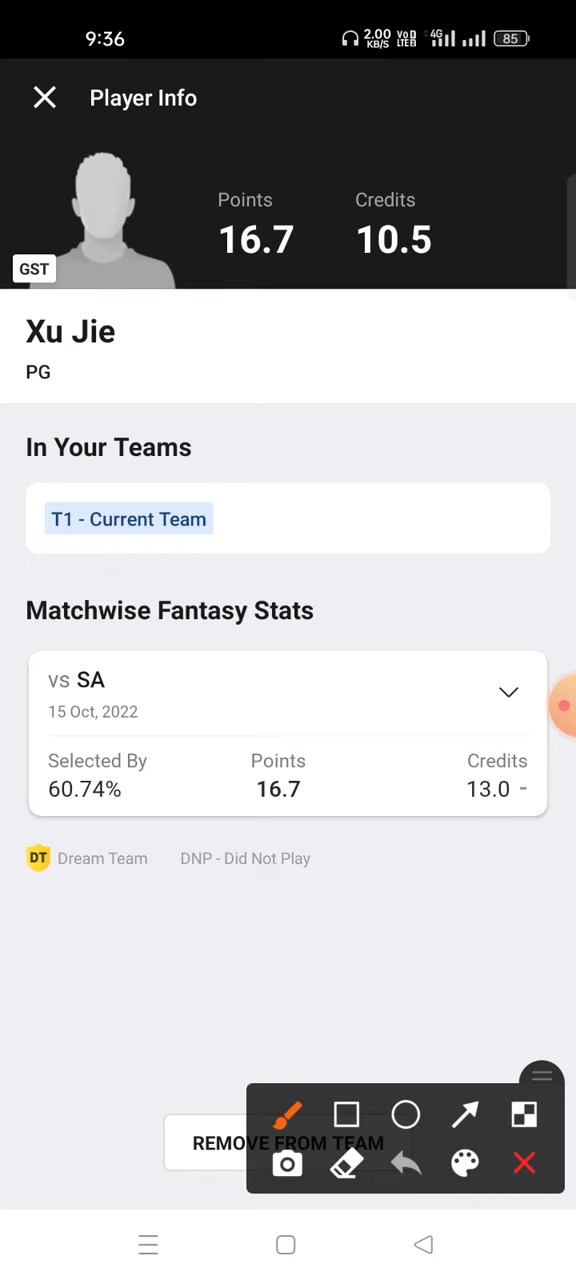 9:36 2.00 KB/S VoD LTE 4G 85
Player Info
Points Credits
16.7 10.5
GST
Xu Jie
PG
In Your Teams
T1 - Current Team
Matchwise Fantasy Stats
vs SA
15 Oct, 2022
Selected By Points Credits
60.74% 16.7 13.0 -
DT Dream Team DNP - Did Not Play
REMOVE FROM TEAM